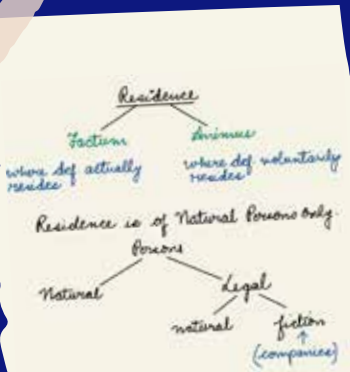 Residence
Factum
Animus
where def actually
resides
where def voluntarily
resides
Residence is of Natural Persons only.
Persons
Natural
Legal
natural
fiction
(companies)